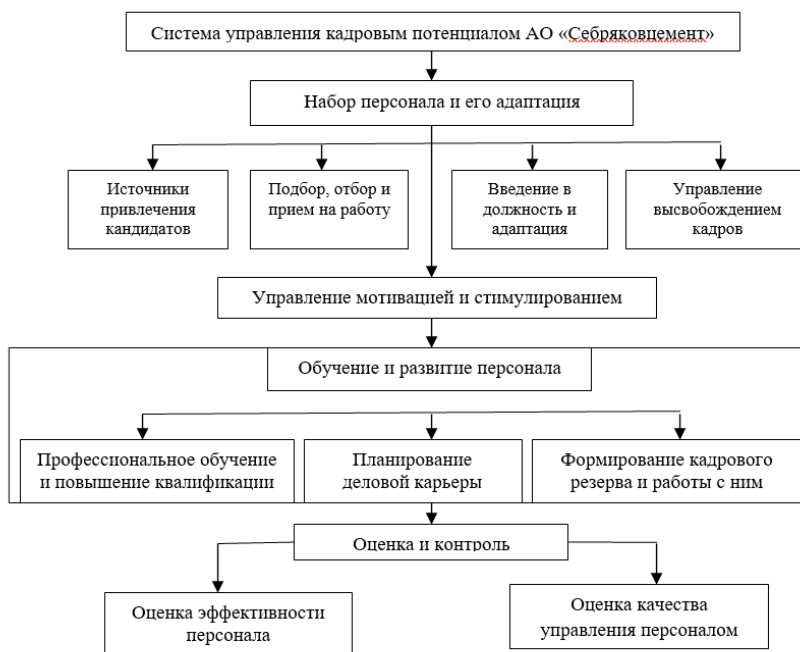 Система управления кадровым потенциалом АО «Себряковцемент»
Набор персонала и его адаптация
Источники
привлечения
кандидатов
Подбор, отбор и
прием на работу
Введение в
должность и
адаптация
Управление
высвобождением
кадров
Управление мотивацией и стимулированием
Обучение и развитие персонала
Профессиональное обучение
и повышение квалификации
Планирование
деловой карьеры
Формирование кадрового
резерва и работы с ним
Оценка и контроль
Оценка эффективности
персонала
Оценка качества
управления персоналом